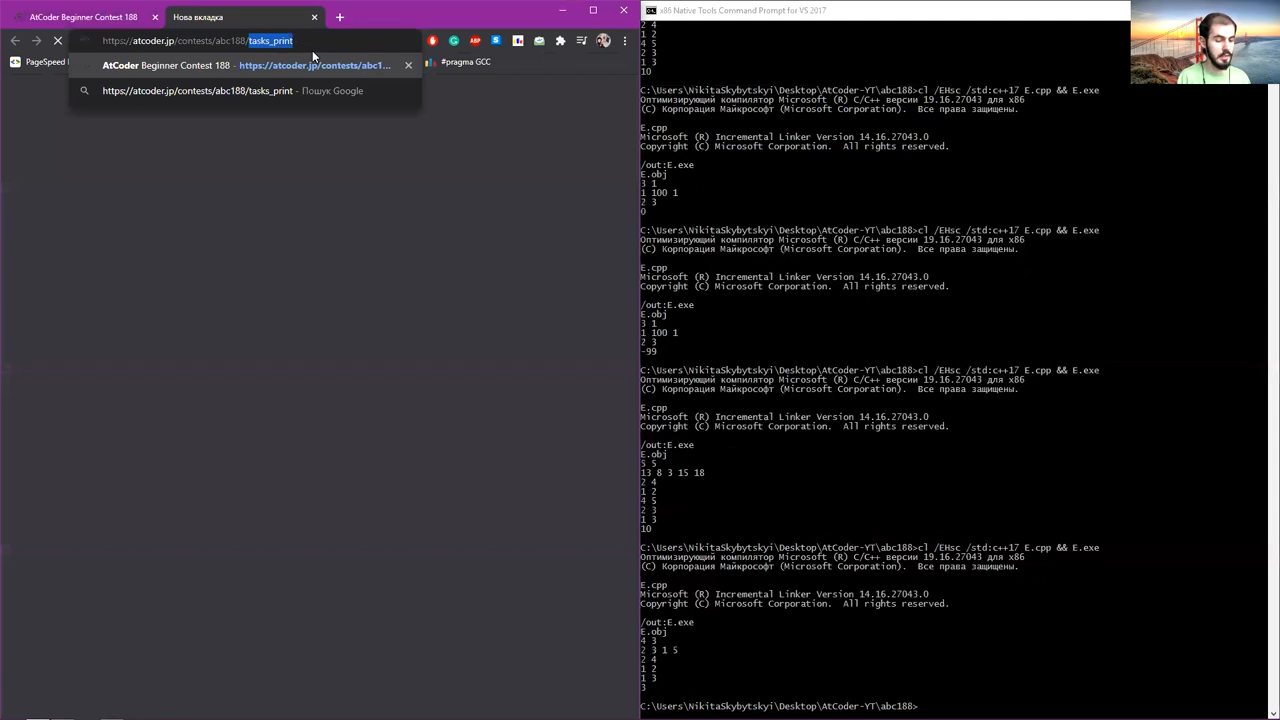 AtCoder Beginner Contest 188
Нова вкладка
https://atcoder.jp/contests/abc188/tasks_print
PageSpeed
#pragma GCC
AtCoder Beginner Contest 188 - https://atcoder.jp/contests/abc1...
https://atcoder.jp/contests/abc188/tasks_print - Пошук Google
x86 Native Tools Command Prompt for VS 2017
2 4
1 2
4 5
2 3
1 3
10
C:\Users\NikitaSkybytskyi\Desktop\AtCoder-YT\abc188>cl /EHsc /std:c++17 E.cpp && E.exe
Оптимизирующий компилятор Microsoft (R) C/C++ версии 19.16.27043 для x86
(C) Корпорация Майкрософт (Microsoft Corporation).  Все права защищены.
E.cpp
Microsoft (R) Incremental Linker Version 14.16.27043.0
Copyright (C) Microsoft Corporation.  All rights reserved.
/out:E.exe
E.obj
3 1
1 100 1
2 3
0
C:\Users\NikitaSkybytskyi\Desktop\AtCoder-YT\abc188>cl /EHsc /std:c++17 E.cpp && E.exe
Оптимизирующий компилятор Microsoft (R) C/C++ версии 19.16.27043 для x86
(C) Корпорация Майкрософт (Microsoft Corporation).  Все права защищены.
E.cpp
Microsoft (R) Incremental Linker Version 14.16.27043.0
Copyright (C) Microsoft Corporation.  All rights reserved.
/out:E.exe
E.obj
3 1
1 100 1
2 3
-99
C:\Users\NikitaSkybytskyi\Desktop\AtCoder-YT\abc188>cl /EHsc /std:c++17 E.cpp && E.exe
Оптимизирующий компилятор Microsoft (R) C/C++ версии 19.16.27043 для x86
(C) Корпорация Майкрософт (Microsoft Corporation).  Все права защищены.
E.cpp
Microsoft (R) Incremental Linker Version 14.16.27043.0
Copyright (C) Microsoft Corporation.  All rights reserved.
/out:E.exe
E.obj
5 5
13 8 3 15 18
2 4
1 2
4 5
2 3
1 3
10
C:\Users\NikitaSkybytskyi\Desktop\AtCoder-YT\abc188>cl /EHsc /std:c++17 E.cpp && E.exe
Оптимизирующий компилятор Microsoft (R) C/C++ версии 19.16.27043 для x86
(C) Корпорация Майкрософт (Microsoft Corporation).  Все права защищены.
E.cpp
Microsoft (R) Incremental Linker Version 14.16.27043.0
Copyright (C) Microsoft Corporation.  All rights reserved.
/out:E.exe
E.obj
4 3
2 3 1 5
2 4
1 2
1 3
3
C:\Users\NikitaSkybytskyi\Desktop\AtCoder-YT\abc188>